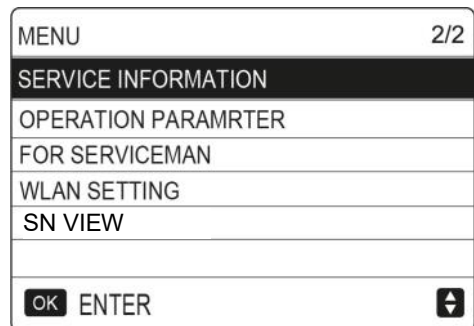 MENU 2/2
SERVICE INFORMATION
OPERATION PARAMRTER
FOR SERVICEMAN
WLAN SETTING
SN VIEW
OK ENTER